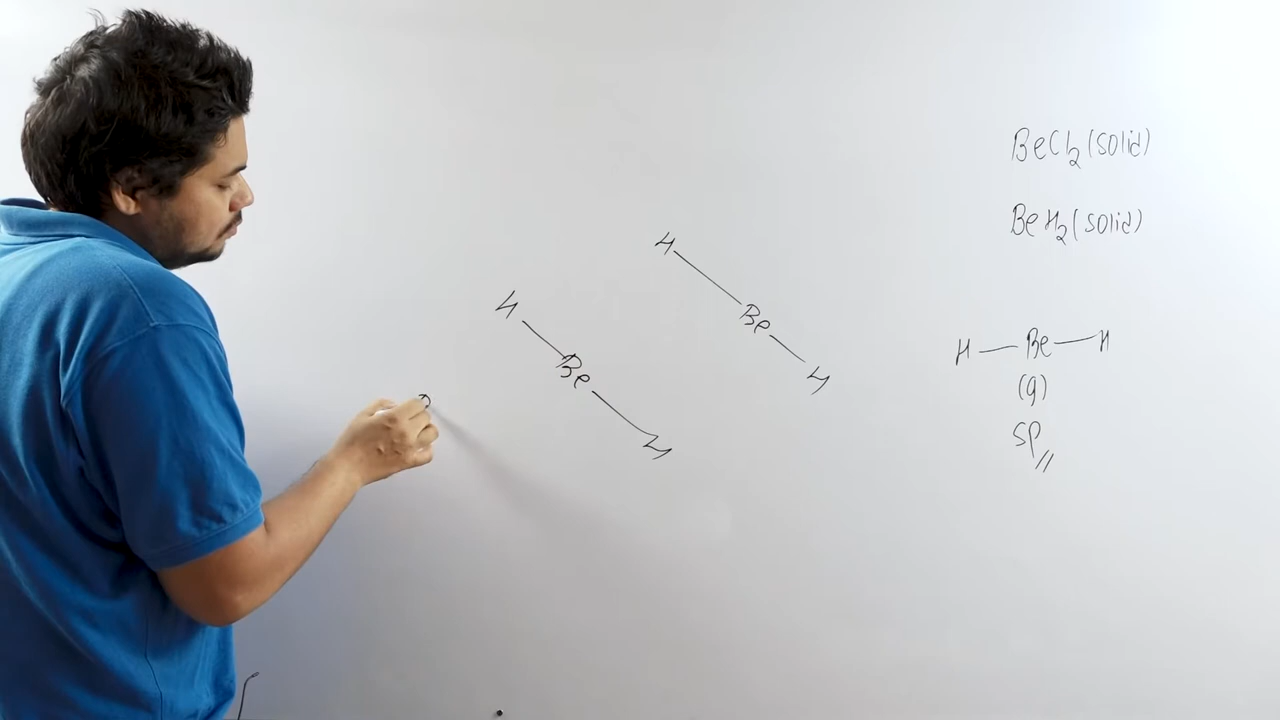 BeCl2 (solid)
BeH2 (solid)
H
Be
H
H
Be
H
H — Be — H
(g)
sp